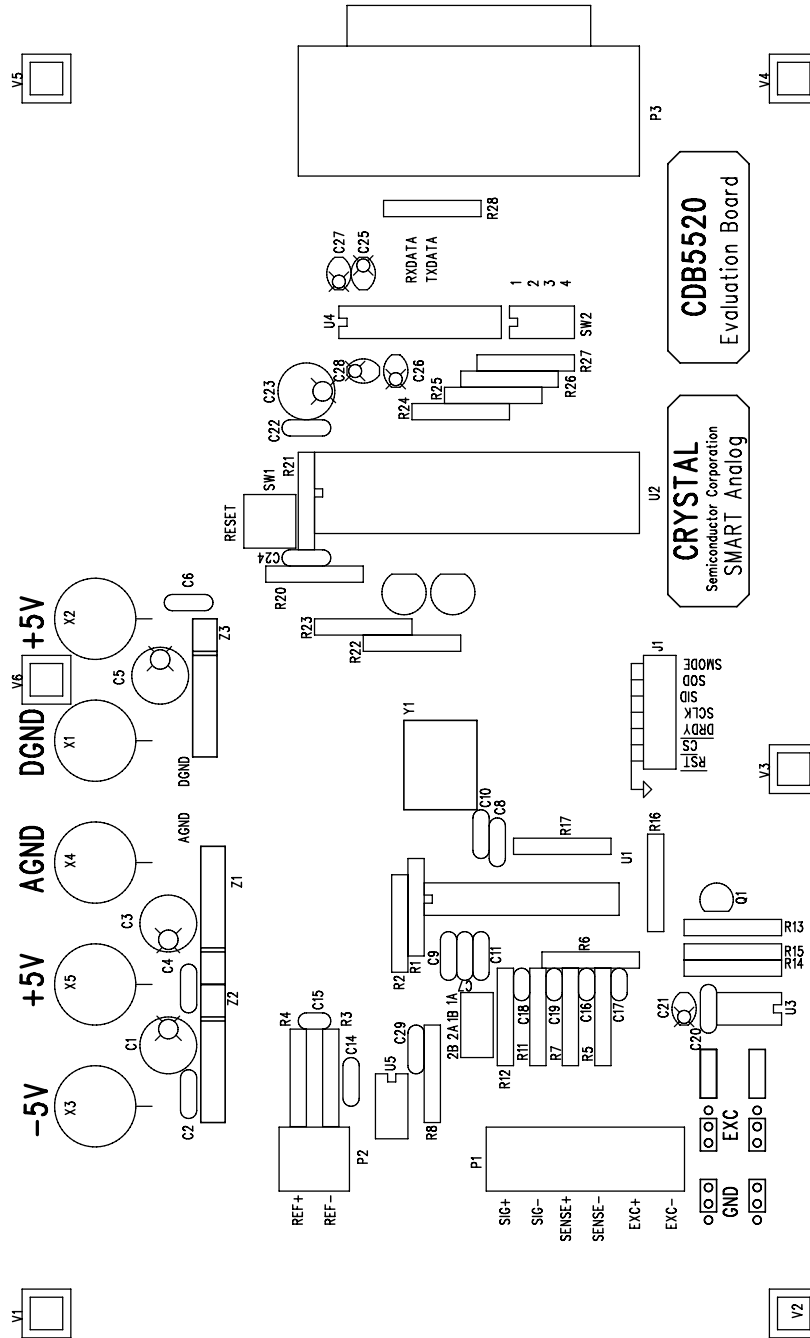 V5
V4
P3
CDB5520
Evaluation Board
R28
C27
C25
RXDATA
TXDATA
U4
1
2
3
4
SW2
C23
C28
C26
R27
R26
R25
R24
C22
CRYSTAL
Semiconductor Corporation
SMART Analog
R21
SW1
RESET
U2
C24
R20
R23
R22
+5V
X2
C6
V6
C5
Z3
DGND
X1
DGND
Y1
J1
SMODE
SOD
SID
SCLK
DRDY
CS
RST
V3
AGND
X4
AGND
C10
C8
R17
U1
R16
C3
Z1
C4
R2
R1
C9
C11
R6
Q1
R13
R15
R14
+5V
X5
Z2
C1
R4
C15
R3
C14
C29
U5
2B 2A 1B 1A
C18
C19
C16
C17
R12
R11
R7
R5
C21
C20
U3
-5V
X3
C2
P2
R8
P1
EXC
GND
REF+
REF-
SIG+
SIG-
SENSE+
SENSE-
EXC+
EXC-
V1
V2